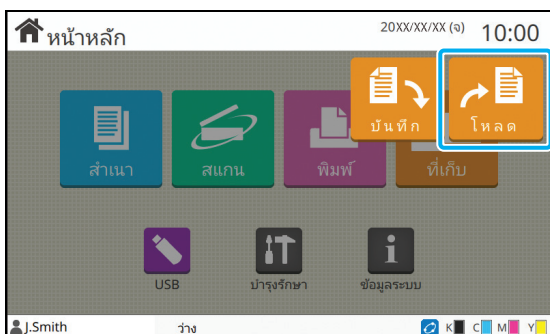 หน้าหลัก
20XX/XX/XX (จ) 10:00
บันทึก
โหลด
สำเนา
สแกน
พิมพ์
ที่เก็บ
USB
บำรุงรักษา
ข้อมูลระบบ
J.Smith
ว่าง
K C M Y